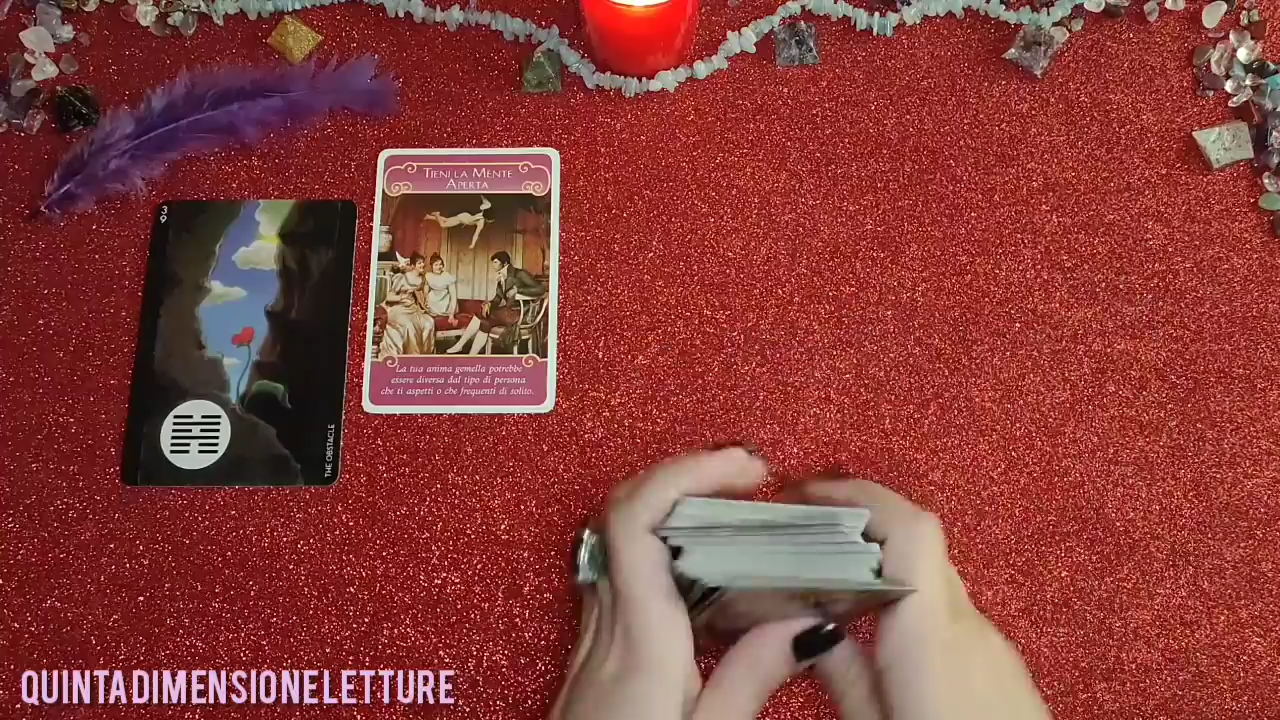 39
THE OBSTACLE
TIENI LA MENTE
APERTA
La tua anima gemella potrebbe
essere diversa dal tipo di persona
che ti aspetti o che frequenti di solito.
QUINTADIMENSIONELETTURE